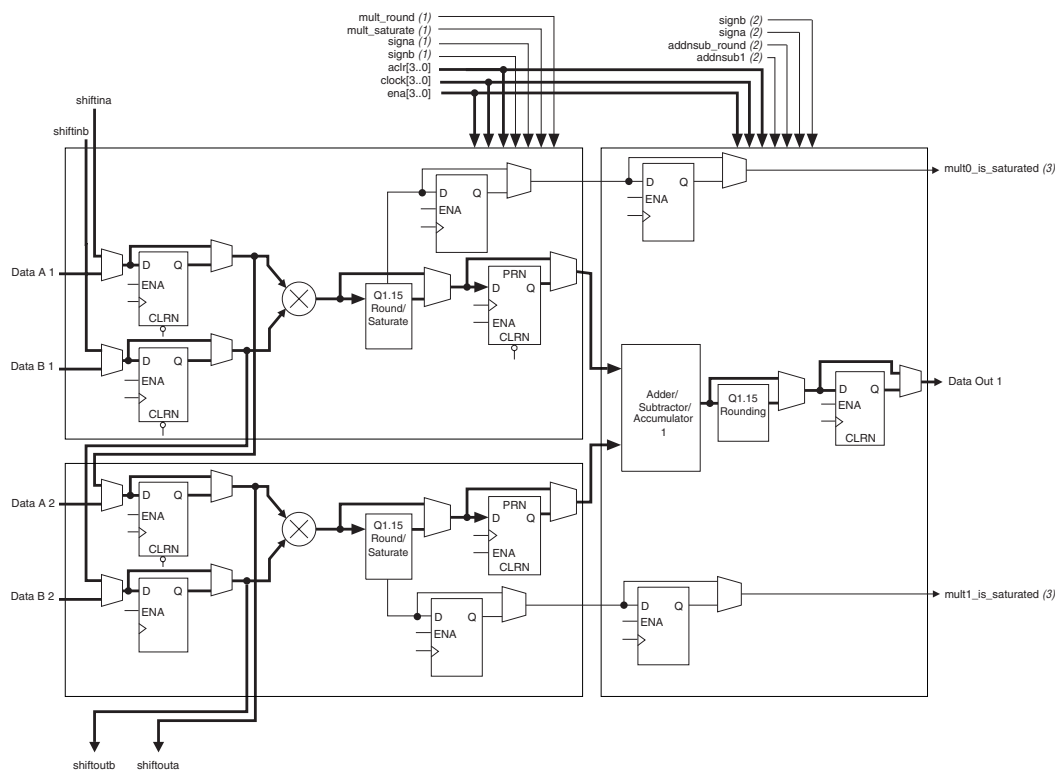 mult_round (1)
mult_saturate (1)
signa (1)
signb (1)
aclr[3..0]
clock[3..0]
ena[3..0]
signb (2)
signa (2)
addnsub_round (2)
addnsub1 (2)
shiftina
shiftinb
D Q
ENA
D Q
ENA
mult0_is_saturated (3)
Data A 1
D Q
ENA
CLRN
Q1.15
Round/
Saturate
PRN
D Q
ENA
CLRN
Data B 1
D Q
ENA
CLRN
Adder/
Subtractor/
Accumulator
1
Q1.15
Rounding
D Q
ENA
CLRN
Data Out 1
Data A 2
D Q
ENA
CLRN
Q1.15
Round/
Saturate
PRN
D Q
ENA
CLRN
Data B 2
D Q
ENA
D Q
ENA
D Q
ENA
mult1_is_saturated (3)
shiftoutb
shiftouta